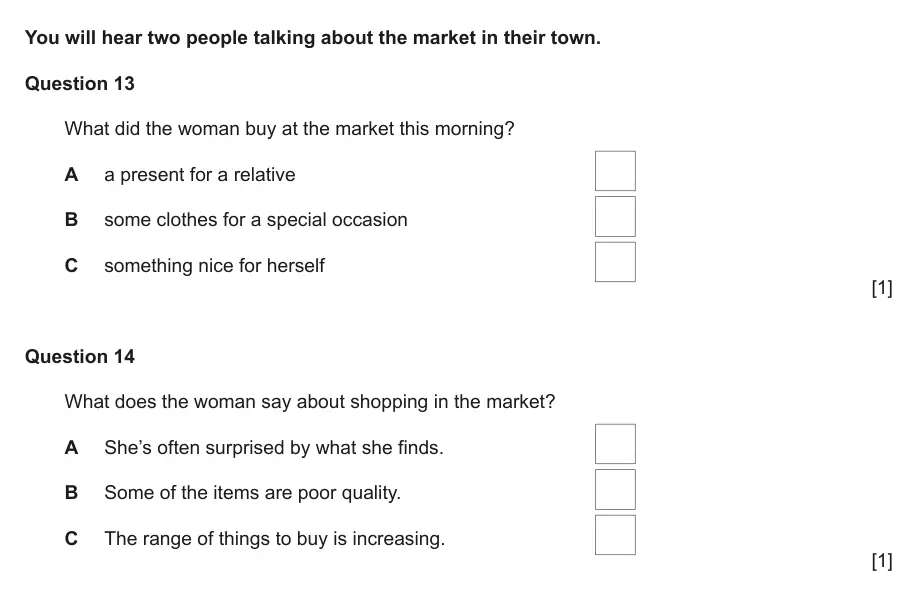 You will hear two people talking about the market in their town.
Question 13
What did the woman buy at the market this morning?
A a present for a relative
B some clothes for a special occasion
C something nice for herself
[1]
Question 14
What does the woman say about shopping in the market?
A She’s often surprised by what she finds.
B Some of the items are poor quality.
C The range of things to buy is increasing.
[1]